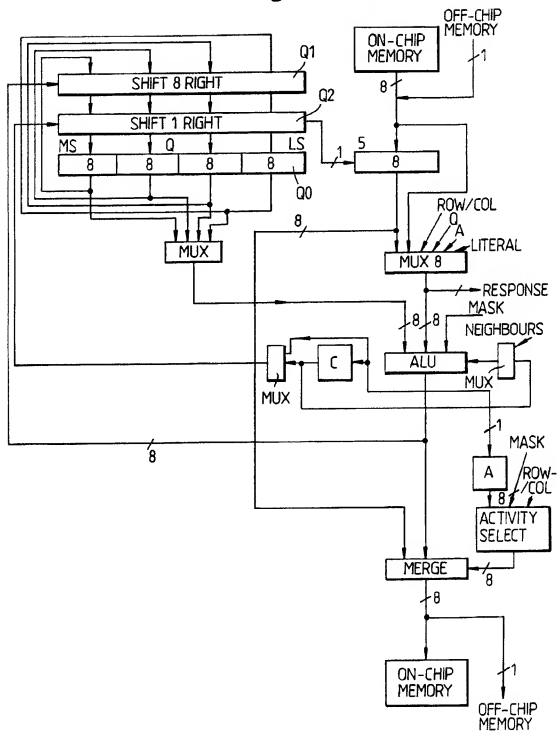 OFF-CHIP
MEMORY
ON-CHIP
MEMORY
1
8
Q1
SHIFT 8 RIGHT
Q2
SHIFT 1 RIGHT
MS
Q
LS
8
8
8
8
Q0
1
5
8
8
ROW/COL
Q
A
LITERAL
MUX
MUX 8
RESPONSE
MASK
8
8
NEIGHBOURS
ALU
MUX
C
MUX
8
1
A
MASK
8
ROW-
/COL
ACTIVITY
SELECT
MERGE
8
8
ON-CHIP
MEMORY
1
OFF-CHIP
MEMORY